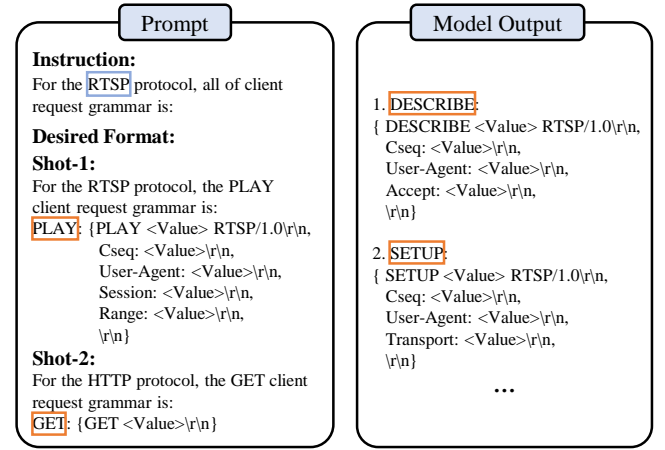 Prompt
Instruction:
For the RTSP protocol, all of client
request grammar is:
Desired Format:
Shot-1:
For the RTSP protocol, the PLAY
client request grammar is:
PLAY: {PLAY <Value> RTSP/1.0\r\n,
Cseq: <Value>\r\n,
User-Agent: <Value>\r\n,
Session: <Value>\r\n,
Range: <Value>\r\n,
\r\n}
Shot-2:
For the HTTP protocol, the GET client
request grammar is:
GET: {GET <Value>\r\n}
Model Output
1. DESCRIBE:
{ DESCRIBE <Value> RTSP/1.0\r\n,
Cseq: <Value>\r\n,
User-Agent: <Value>\r\n,
Accept: <Value>\r\n,
\r\n}
2. SETUP:
{ SETUP <Value> RTSP/1.0\r\n,
Cseq: <Value>\r\n,
User-Agent: <Value>\r\n,
Transport: <Value>\r\n,
\r\n}
...